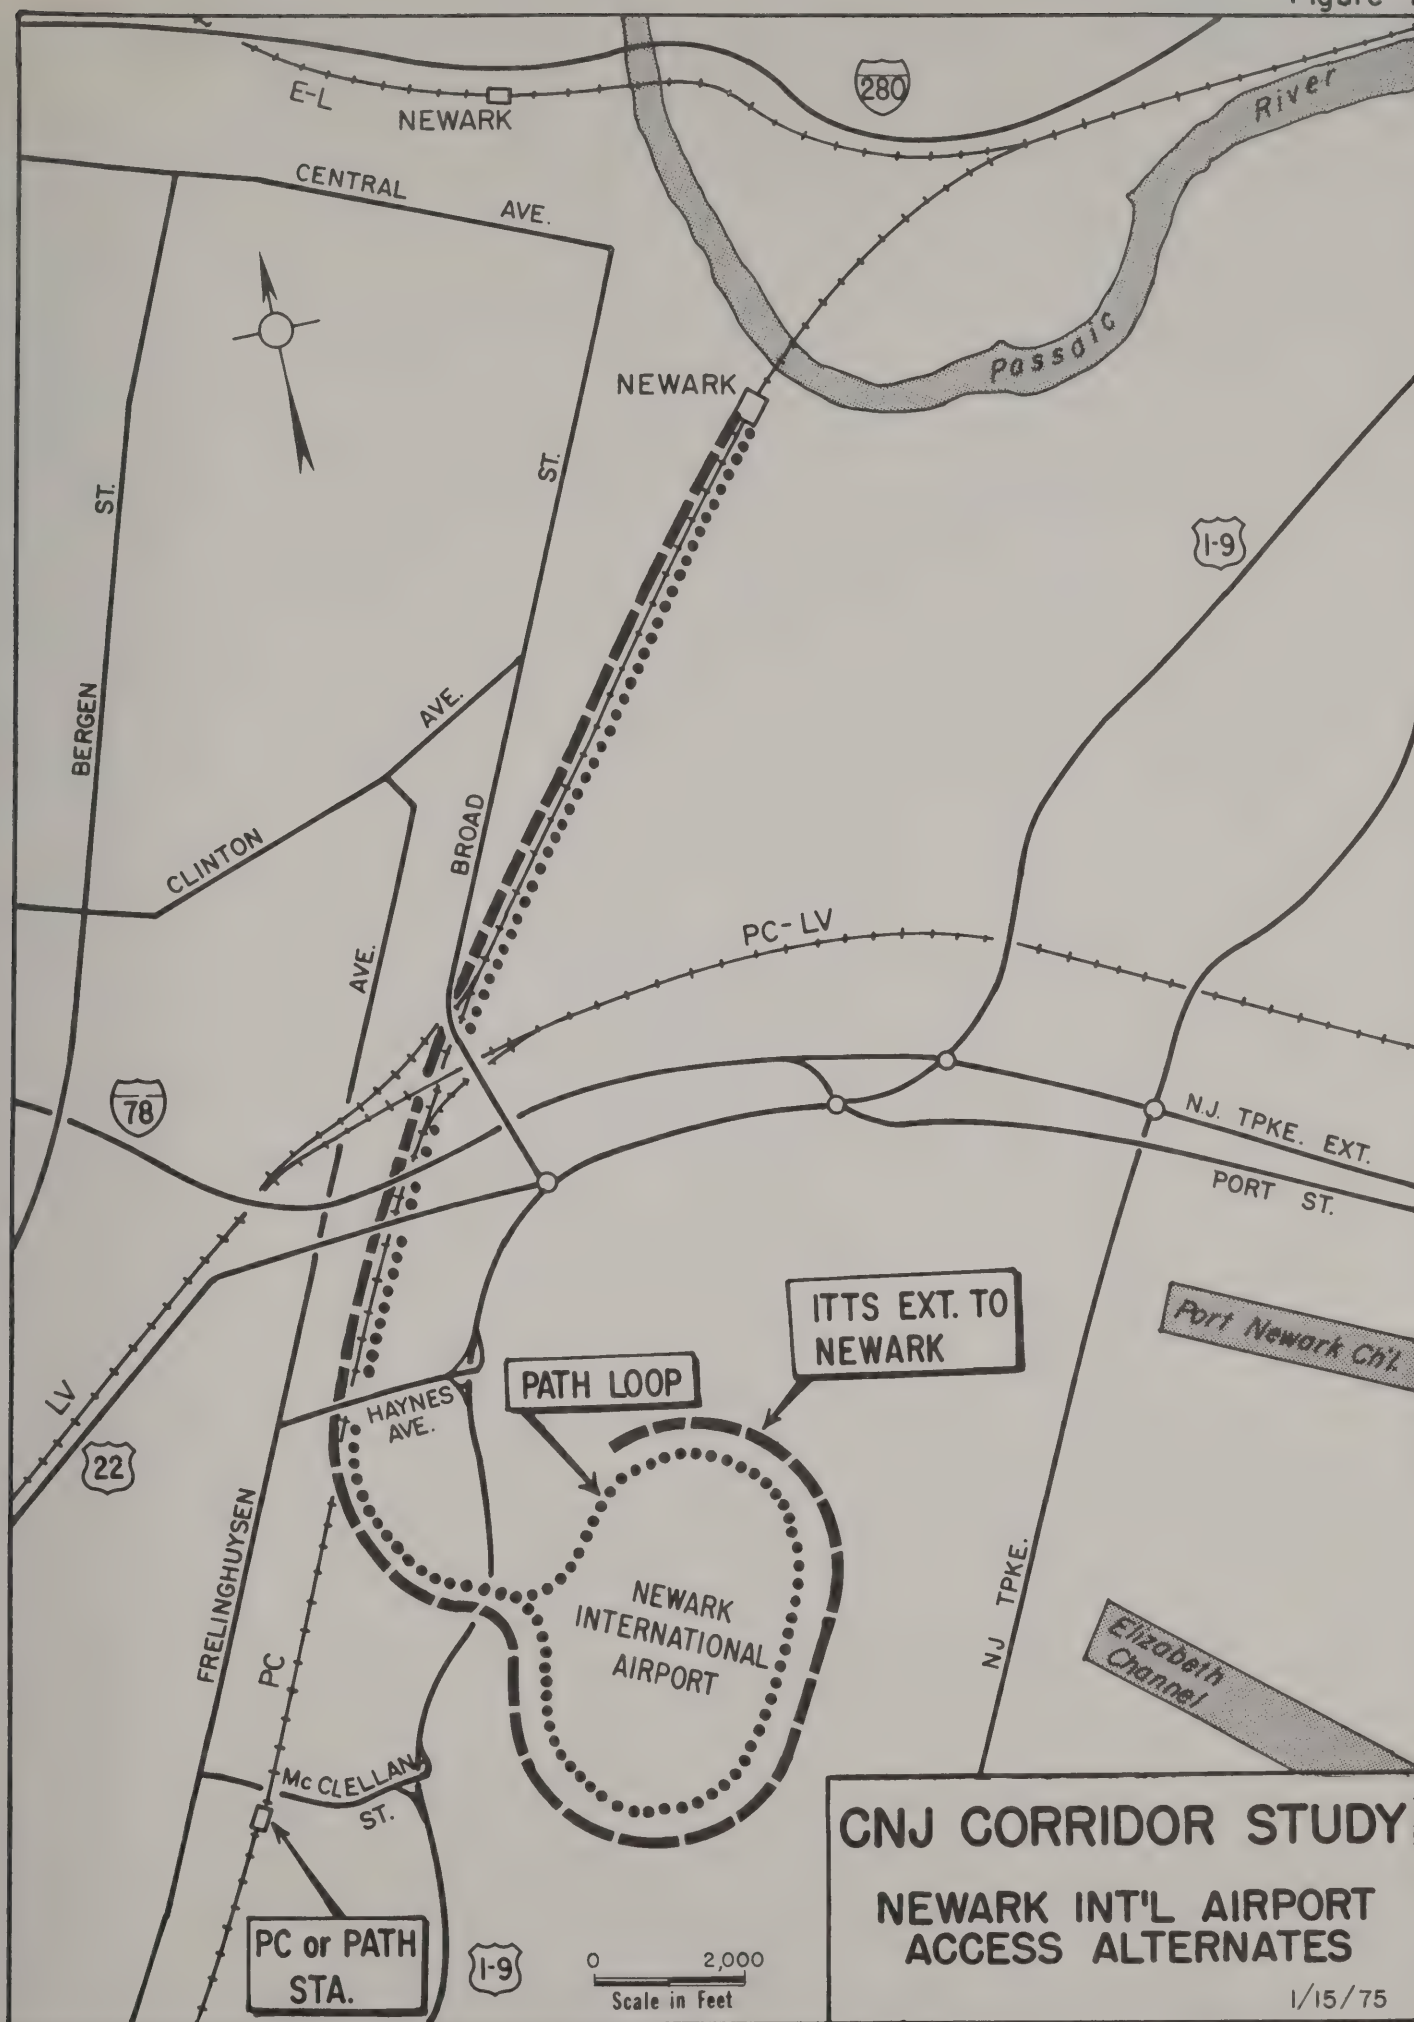 Figure
E-L
NEWARK
280
River
CENTRAL AVE.
Passaic
NEWARK
ST.
ST.
1-9
BERGEN
AVE.
CLINTON
BROAD
AVE.
PC-LV
78
N.J. TPKE. EXT.
PORT ST.
ITTS EXT. TO
NEWARK
Port Newark Ch'l.
PATH LOOP
LV
HAYNES
AVE.
22
FRELINGHUYSEN
PC
NEWARK
INTERNATIONAL
AIRPORT
NJ TPKE.
Elizabeth
Channel
Mc CLELLAN
ST.
PC or PATH
STA.
1-9
0 2,000
Scale in Feet
CNJ CORRIDOR STUDY
NEWARK INT'L AIRPORT
ACCESS ALTERNATES
1/15/75